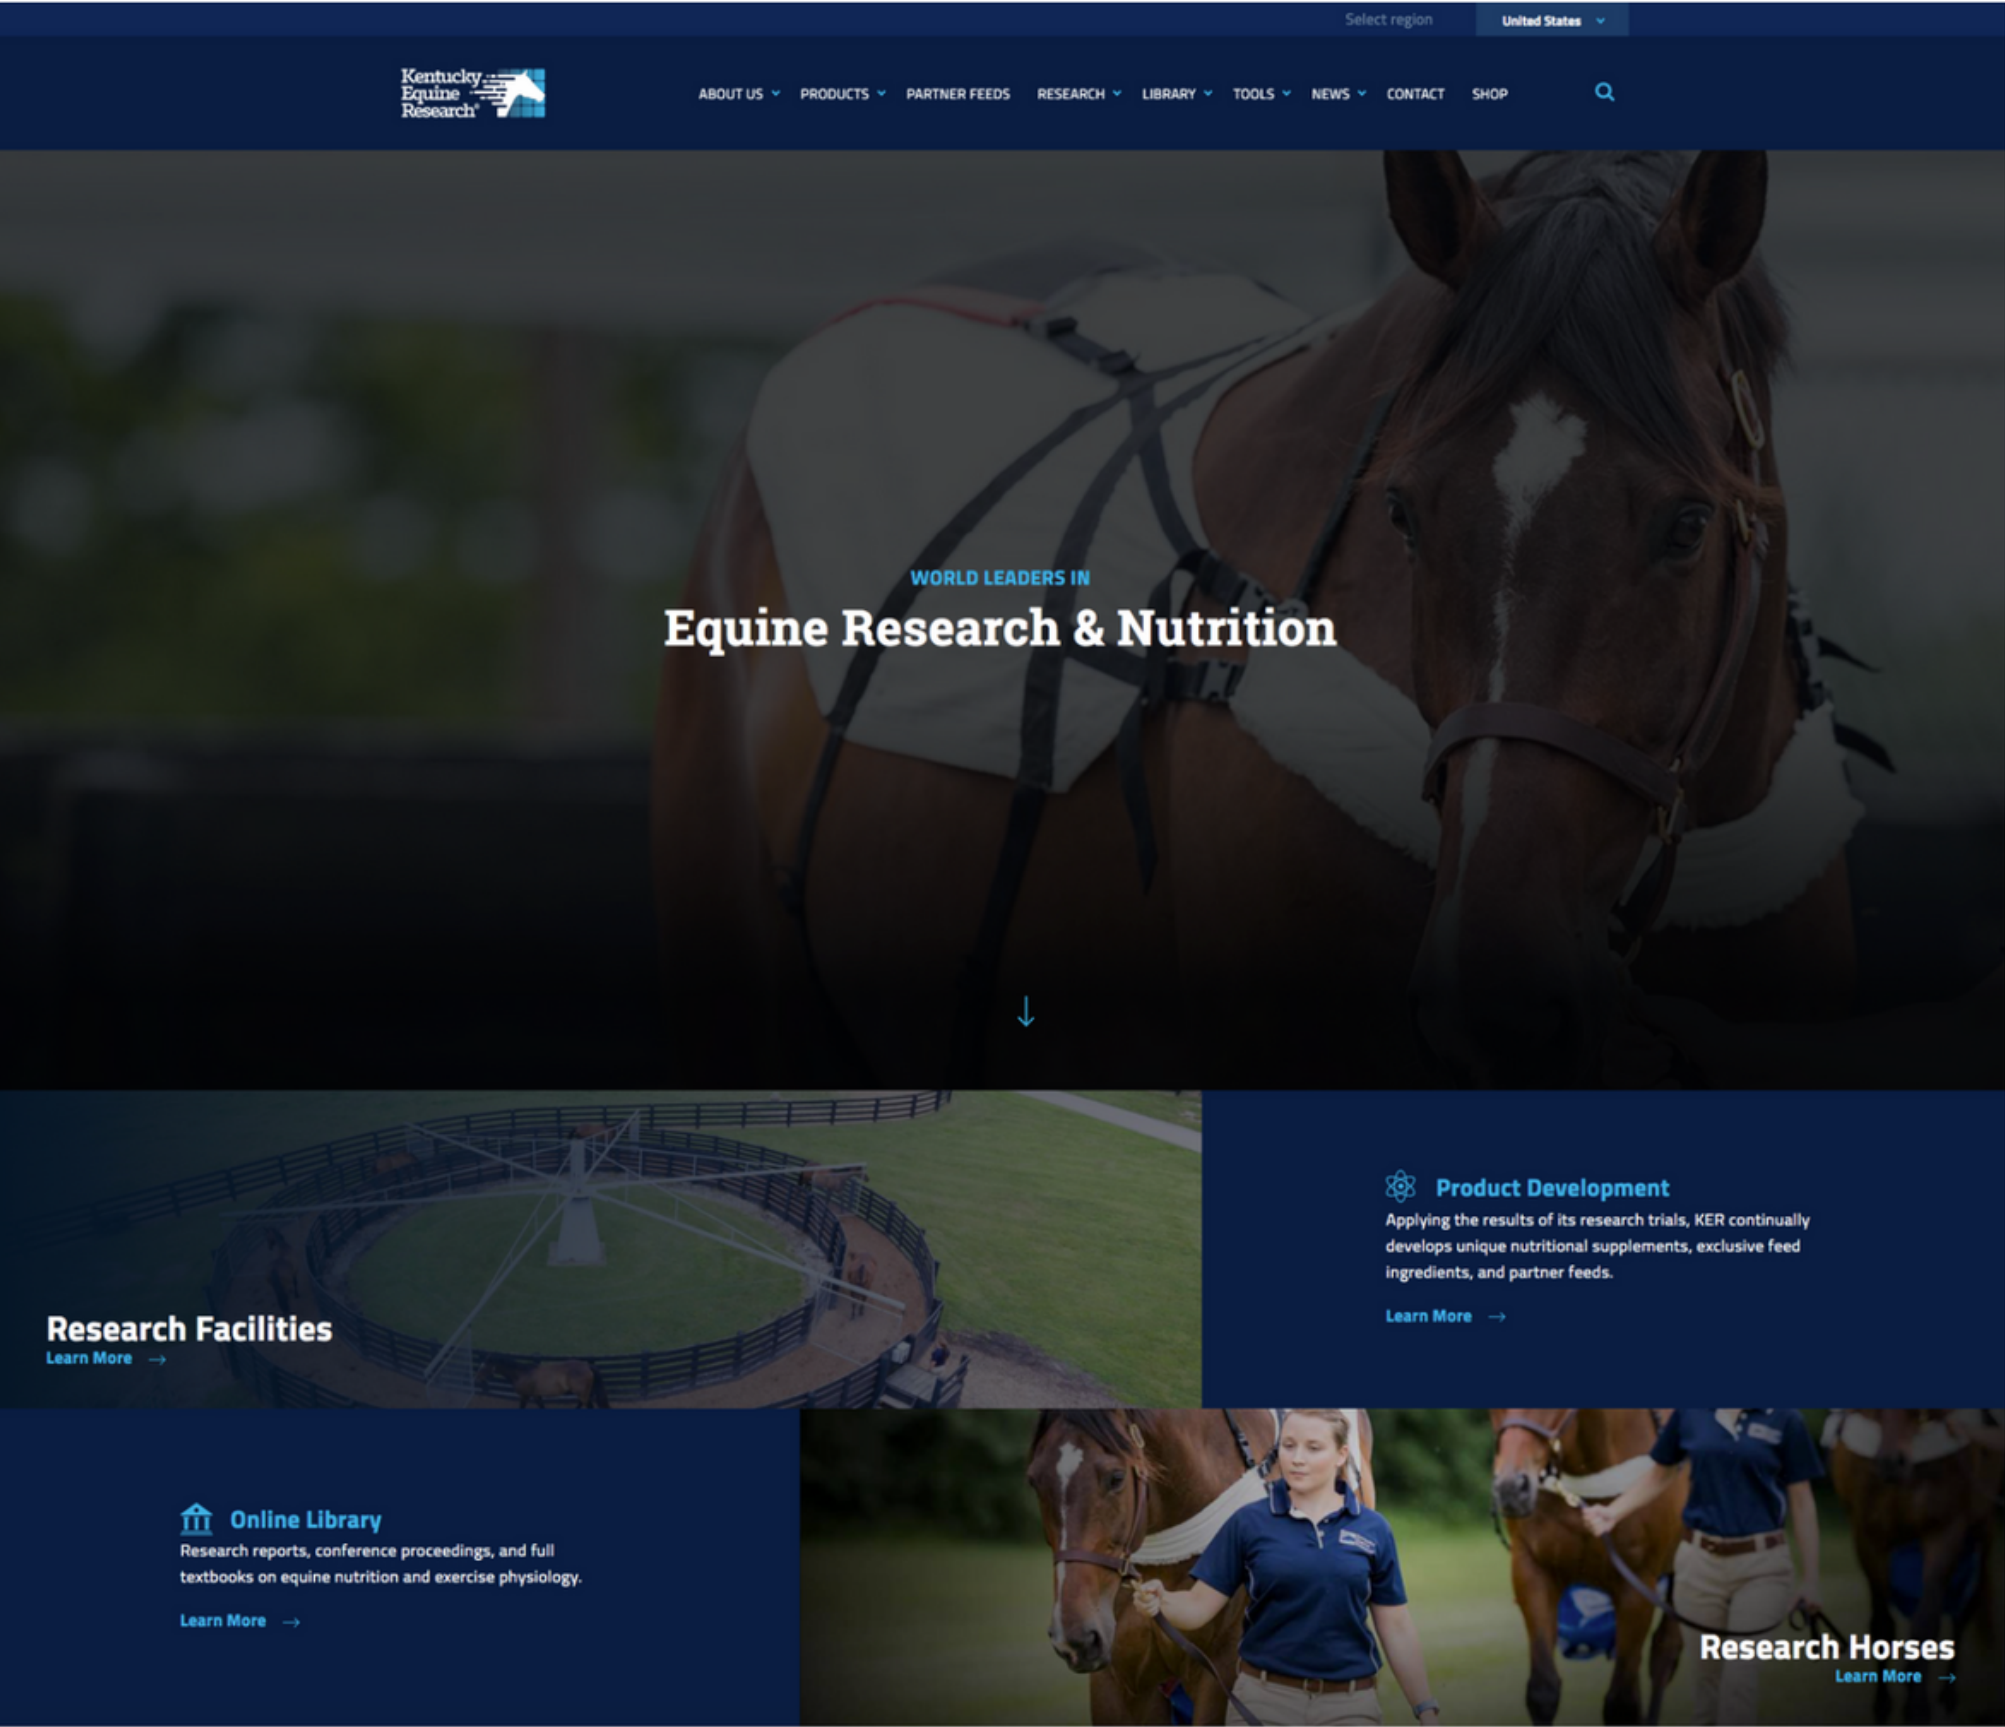 Select region
United States
Kentucky
Equine
Research®
ABOUT US
PRODUCTS
PARTNER FEEDS
RESEARCH
LIBRARY
TOOLS
NEWS
CONTACT
SHOP
WORLD LEADERS IN
Equine Research & Nutrition
Research Facilities
Learn More
Product Development
Applying the results of its research trials, KER continually
develops unique nutritional supplements, exclusive feed
ingredients, and partner feeds.
Learn More
Online Library
Research reports, conference proceedings, and full
textbooks on equine nutrition and exercise physiology.
Learn More
Research Horses
Learn More